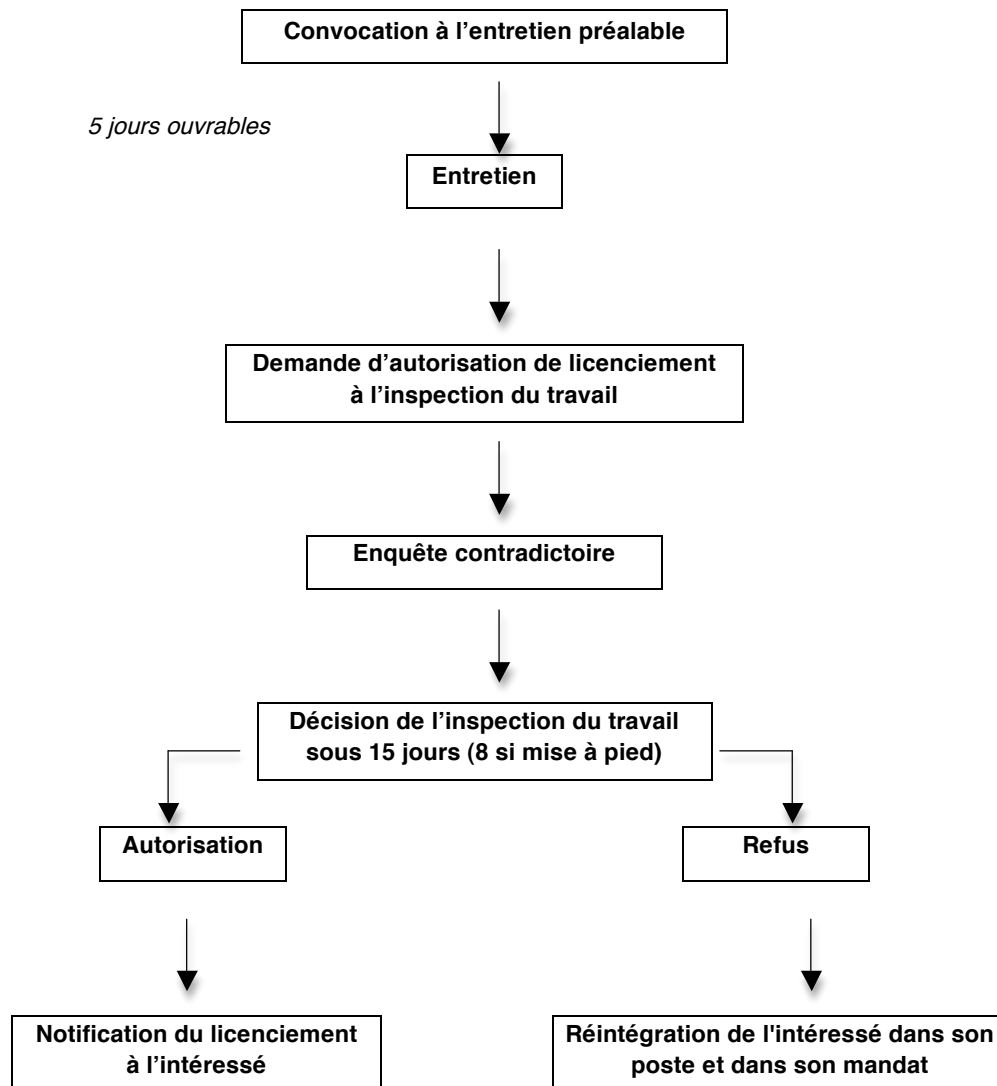 Convocation à l’entretien préalable
5 jours ouvrables
Entretien
Demande d’autorisation de licenciement
à l’inspection du travail
Enquête contradictoire
Décision de l’inspection du travail
sous 15 jours (8 si mise à pied)
Autorisation
Refus
Notification du licenciement
à l’intéressé
Réintégration de l'intéressé dans son
poste et dans son mandat